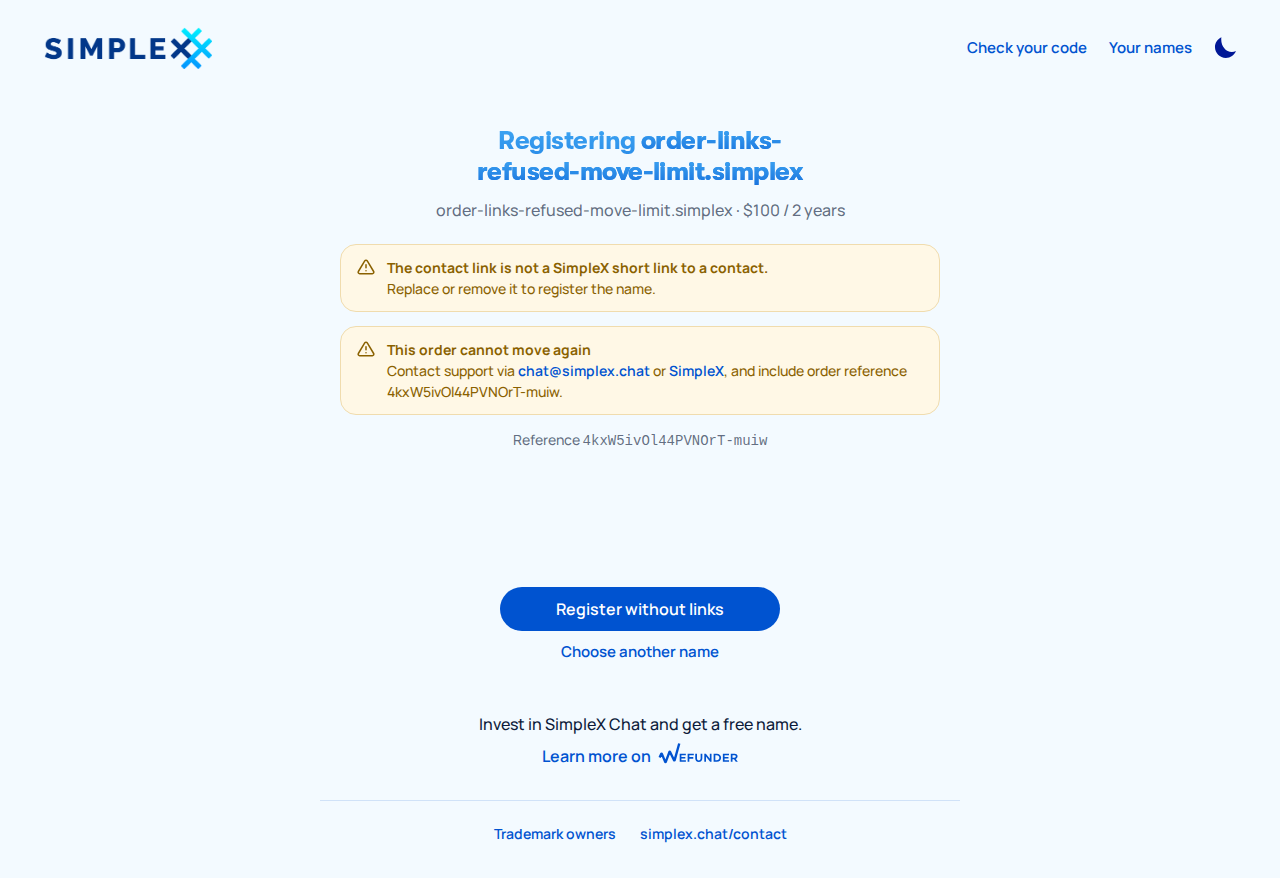 SIMPLEX
Check your code
Your names
Registering order-links-
refused-move-limit.simplex
order-links-refused-move-limit.simplex · $100 / 2 years
The contact link is not a SimpleX short link to a contact.
Replace or remove it to register the name.
This order cannot move again
Contact support via chat@simplex.chat or SimpleX, and include order reference
4kxW5ivOl44PVNOrT-muiw.
Reference 4kxW5ivOl44PVNOrT-muiw
Register without links
Choose another name
Invest in SimpleX Chat and get a free name.
Learn more on WEFUNDER
Trademark owners
simplex.chat/contact